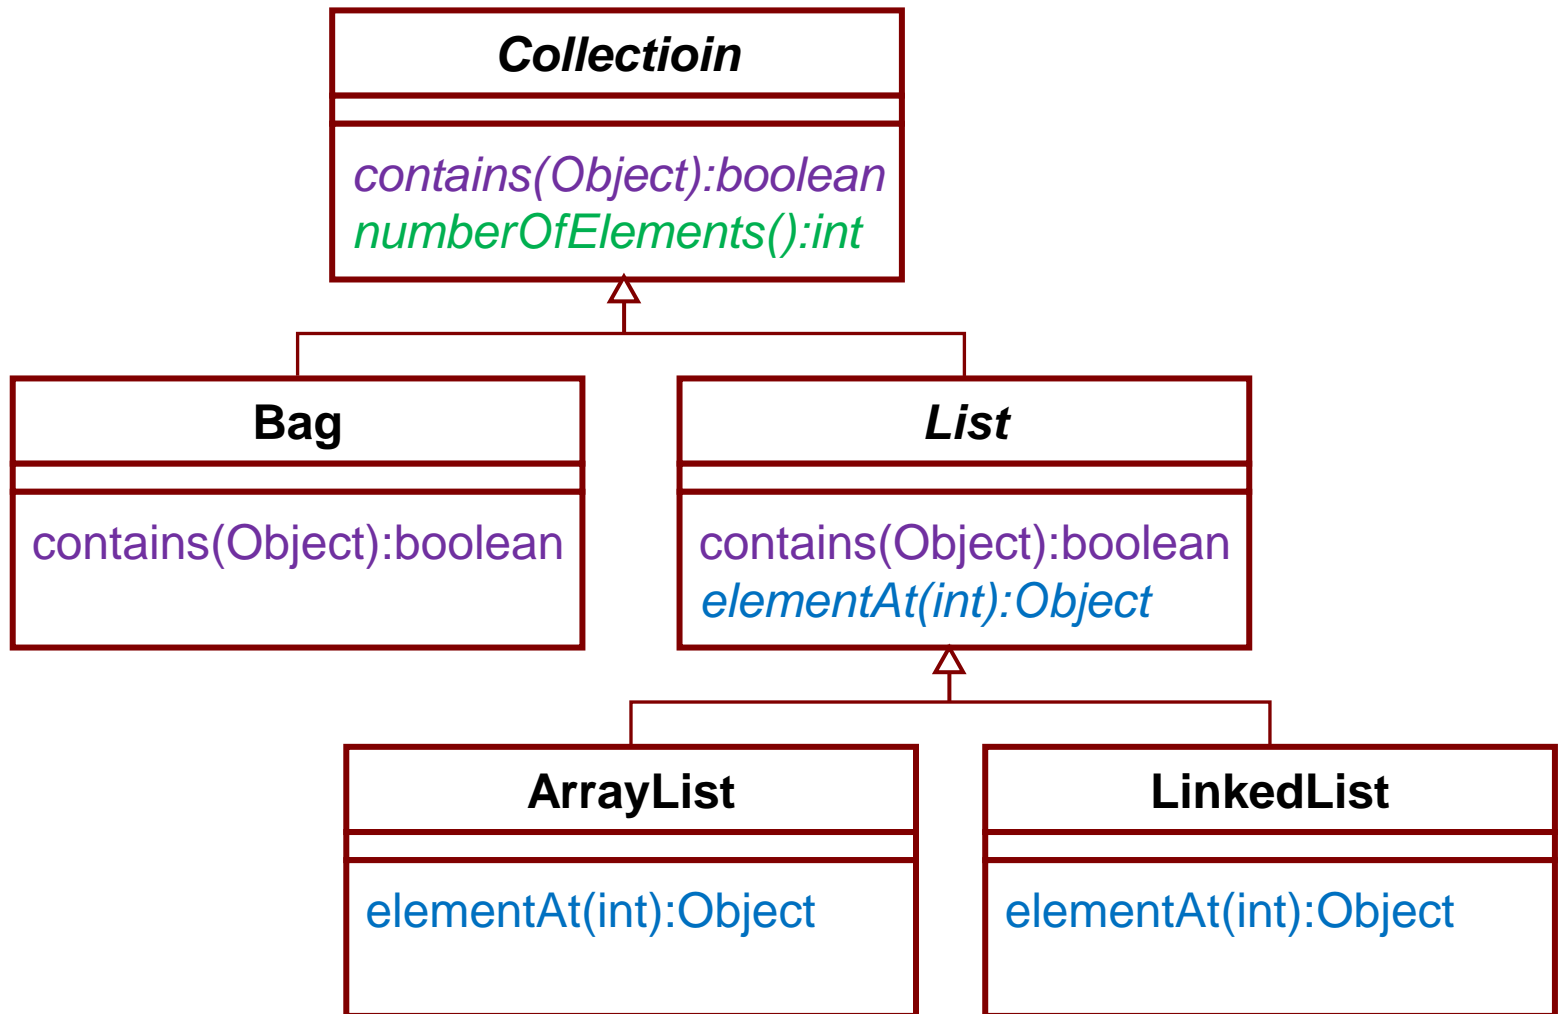 Collectioin
contains(Object):boolean
numberOfElements():int
Bag
contains(Object):boolean
List
contains(Object):boolean
elementAt(int):Object
ArrayList
elementAt(int):Object
LinkedList
elementAt(int):Object